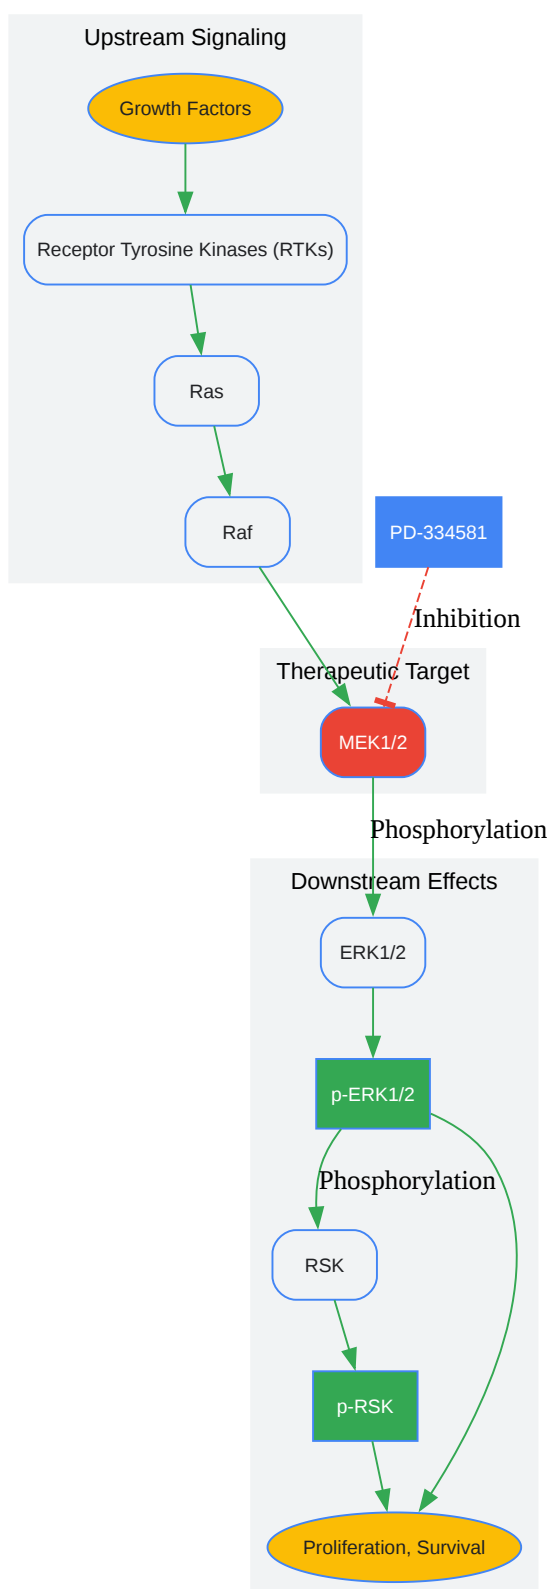 Upstream Signaling
Growth Factors
Receptor Tyrosine Kinases (RTKs)
Ras
Raf
PD-334581
Inhibition
Therapeutic Target
MEK1/2
Phosphorylation
Downstream Effects
ERK1/2
p-ERK1/2
Phosphorylation
RSK
p-RSK
Proliferation, Survival